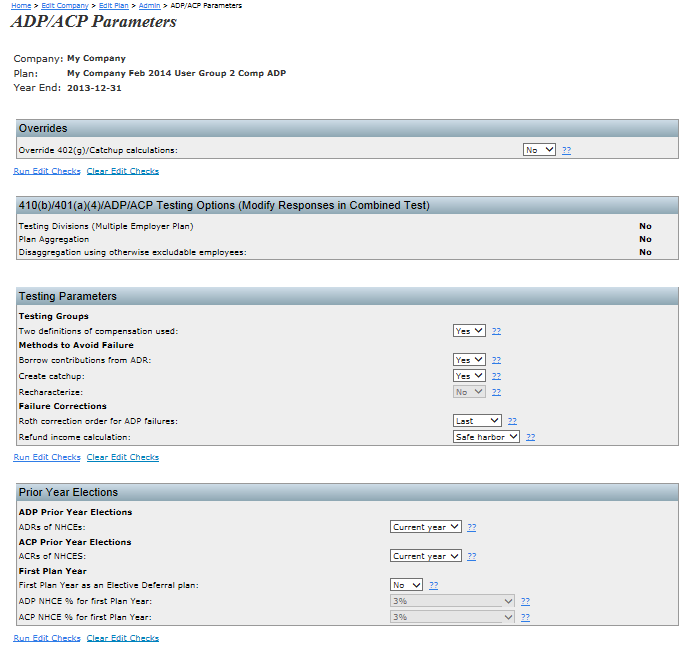 Home > Edit Company > Edit Plan > Admin > ADP/ACP Parameters
ADP/ACP Parameters
Company: My Company
Plan: My Company Feb 2014 User Group 2 Comp ADP
Year End: 2013-12-31
Overrides
Override 402(g)/Catchup calculations: No ??
Run Edit Checks Clear Edit Checks
410(b)/401(a)(4)/ADP/ACP Testing Options (Modify Responses in Combined Test)
Testing Divisions (Multiple Employer Plan) No
Plan Aggregation No
Disaggregation using otherwise excludable employees: No
Testing Parameters
Testing Groups
Two definitions of compensation used: Yes ??
Methods to Avoid Failure
Borrow contributions from ADR: Yes ??
Create catchup: Yes ??
Recharacterize: No ??
Failure Corrections
Roth correction order for ADP failures: Last ??
Refund income calculation: Safe harbor ??
Run Edit Checks Clear Edit Checks
Prior Year Elections
ADP Prior Year Elections
ADRs of NHCEs: Current year ??
ACP Prior Year Elections
ACRs of NHCES: Current year ??
First Plan Year
First Plan Year as an Elective Deferral plan: No ??
ADP NHCE % for first Plan Year: 3% ??
ACP NHCE % for first Plan Year: 3% ??
Run Edit Checks Clear Edit Checks